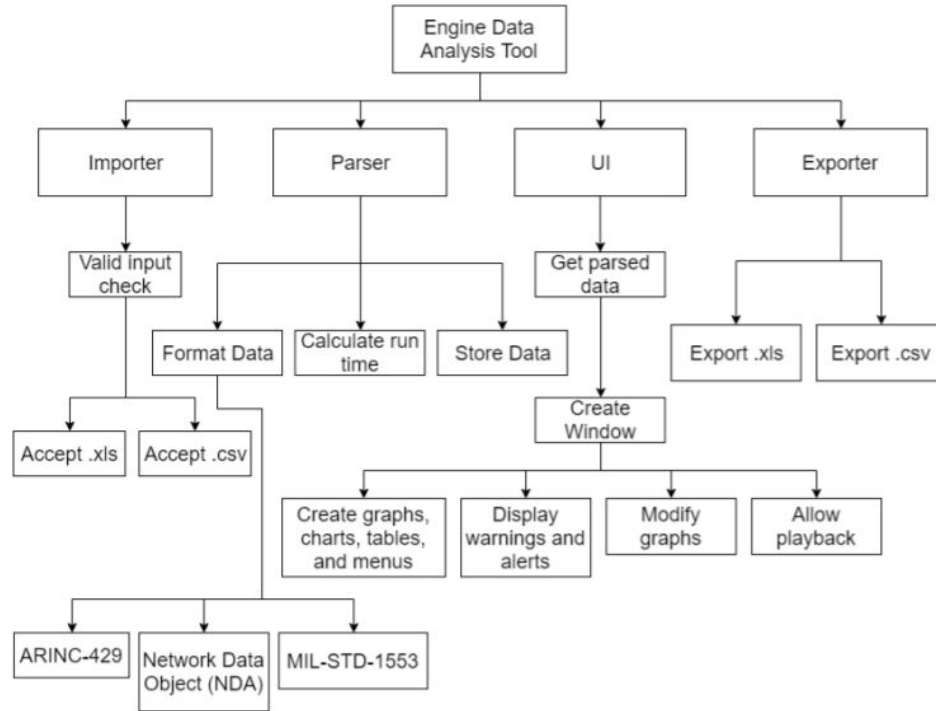 Engine Data
Analysis Tool
Importer
Parser
UI
Exporter
Valid input
check
Get parsed
data
Format Data
Calculate run
time
Store Data
Export .xls
Export .csv
Create
Window
Accept .xls
Accept .csv
Create graphs,
charts, tables,
and menus
Display
warnings and
alerts
Modify
graphs
Allow
playback
ARINC-429
Network Data
Object (NDA)
MIL-STD-1553